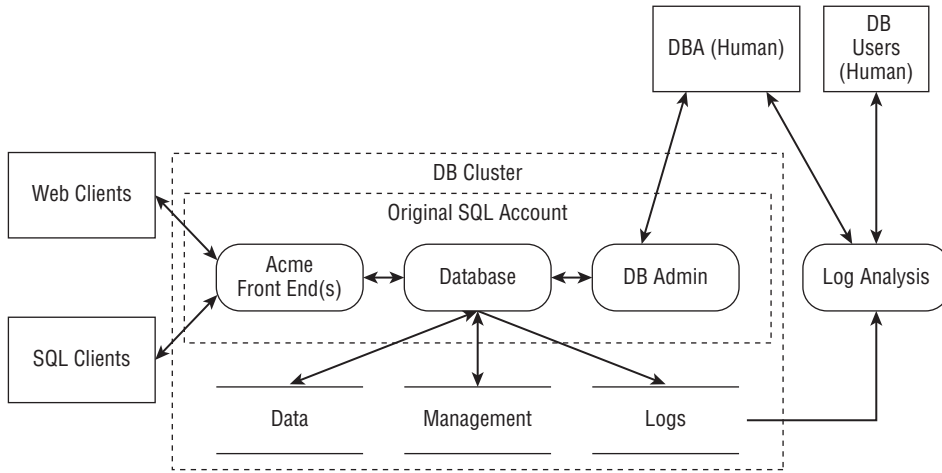 DBA (Human)
DB
Users
(Human)
DB Cluster
Web Clients
Original SQL Account
Acme
Front End(s)
Database
DB Admin
Log Analysis
SQL Clients
Data
Management
Logs